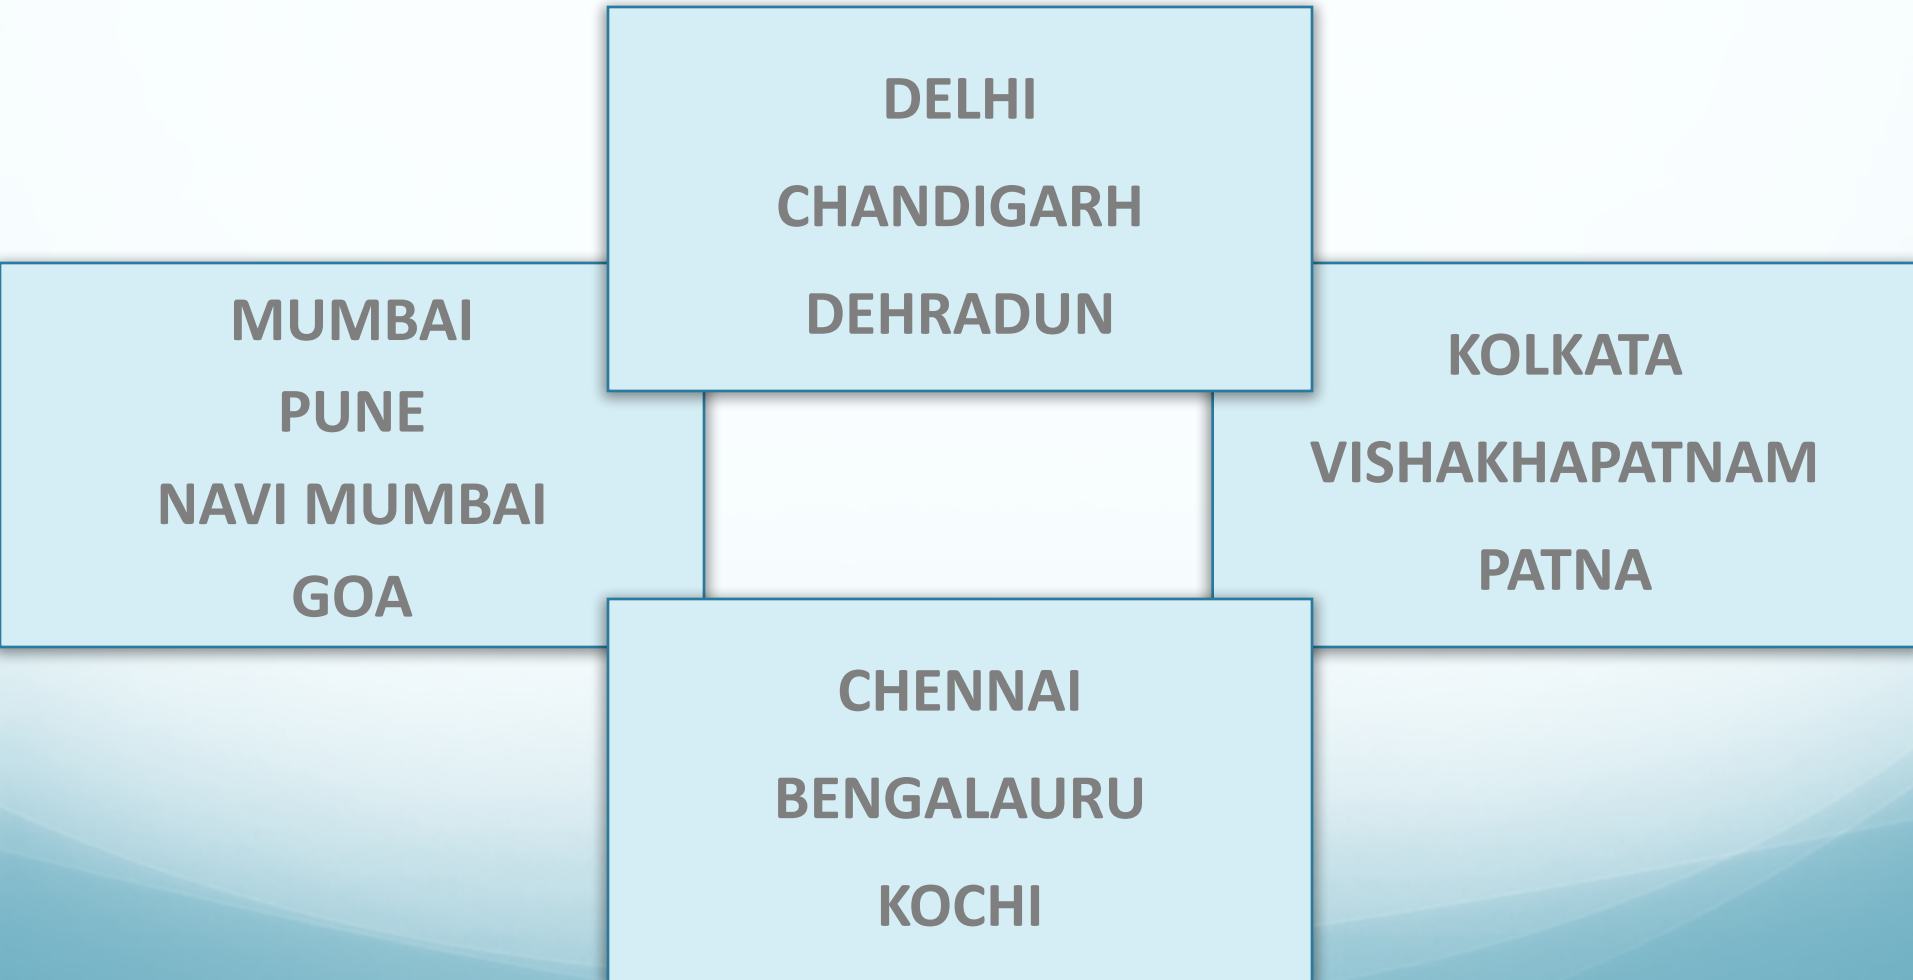 DELHI
CHANDIGARH
DEHRADUN
MUMBAI
PUNE
NAVI MUMBAI
GOA
KOLKATA
VISHAKHAPATNAM
PATNA
CHENNAI
BENGALAURU
KOCHI